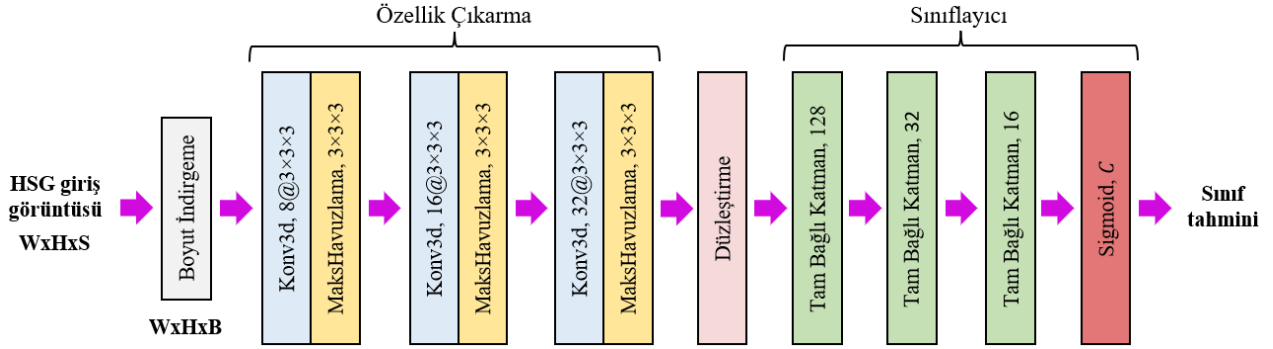 Özellik Çıkarma
Sınıflayıcı
HSG giriş
görüntüsü
WxHxS
Boyut İndirgeme
WxHxB
Konv3d, 8@3×3×3
MaksHavuzlama, 3×3×3
Konv3d, 16@3×3×3
MaksHavuzlama, 3×3×3
Konv3d, 32@3×3×3
MaksHavuzlama, 3×3×3
Düzleştirme
Tam Bağlı Katman, 128
Tam Bağlı Katman, 32
Tam Bağlı Katman, 16
Sigmoid, C
Sınıf
tahmini